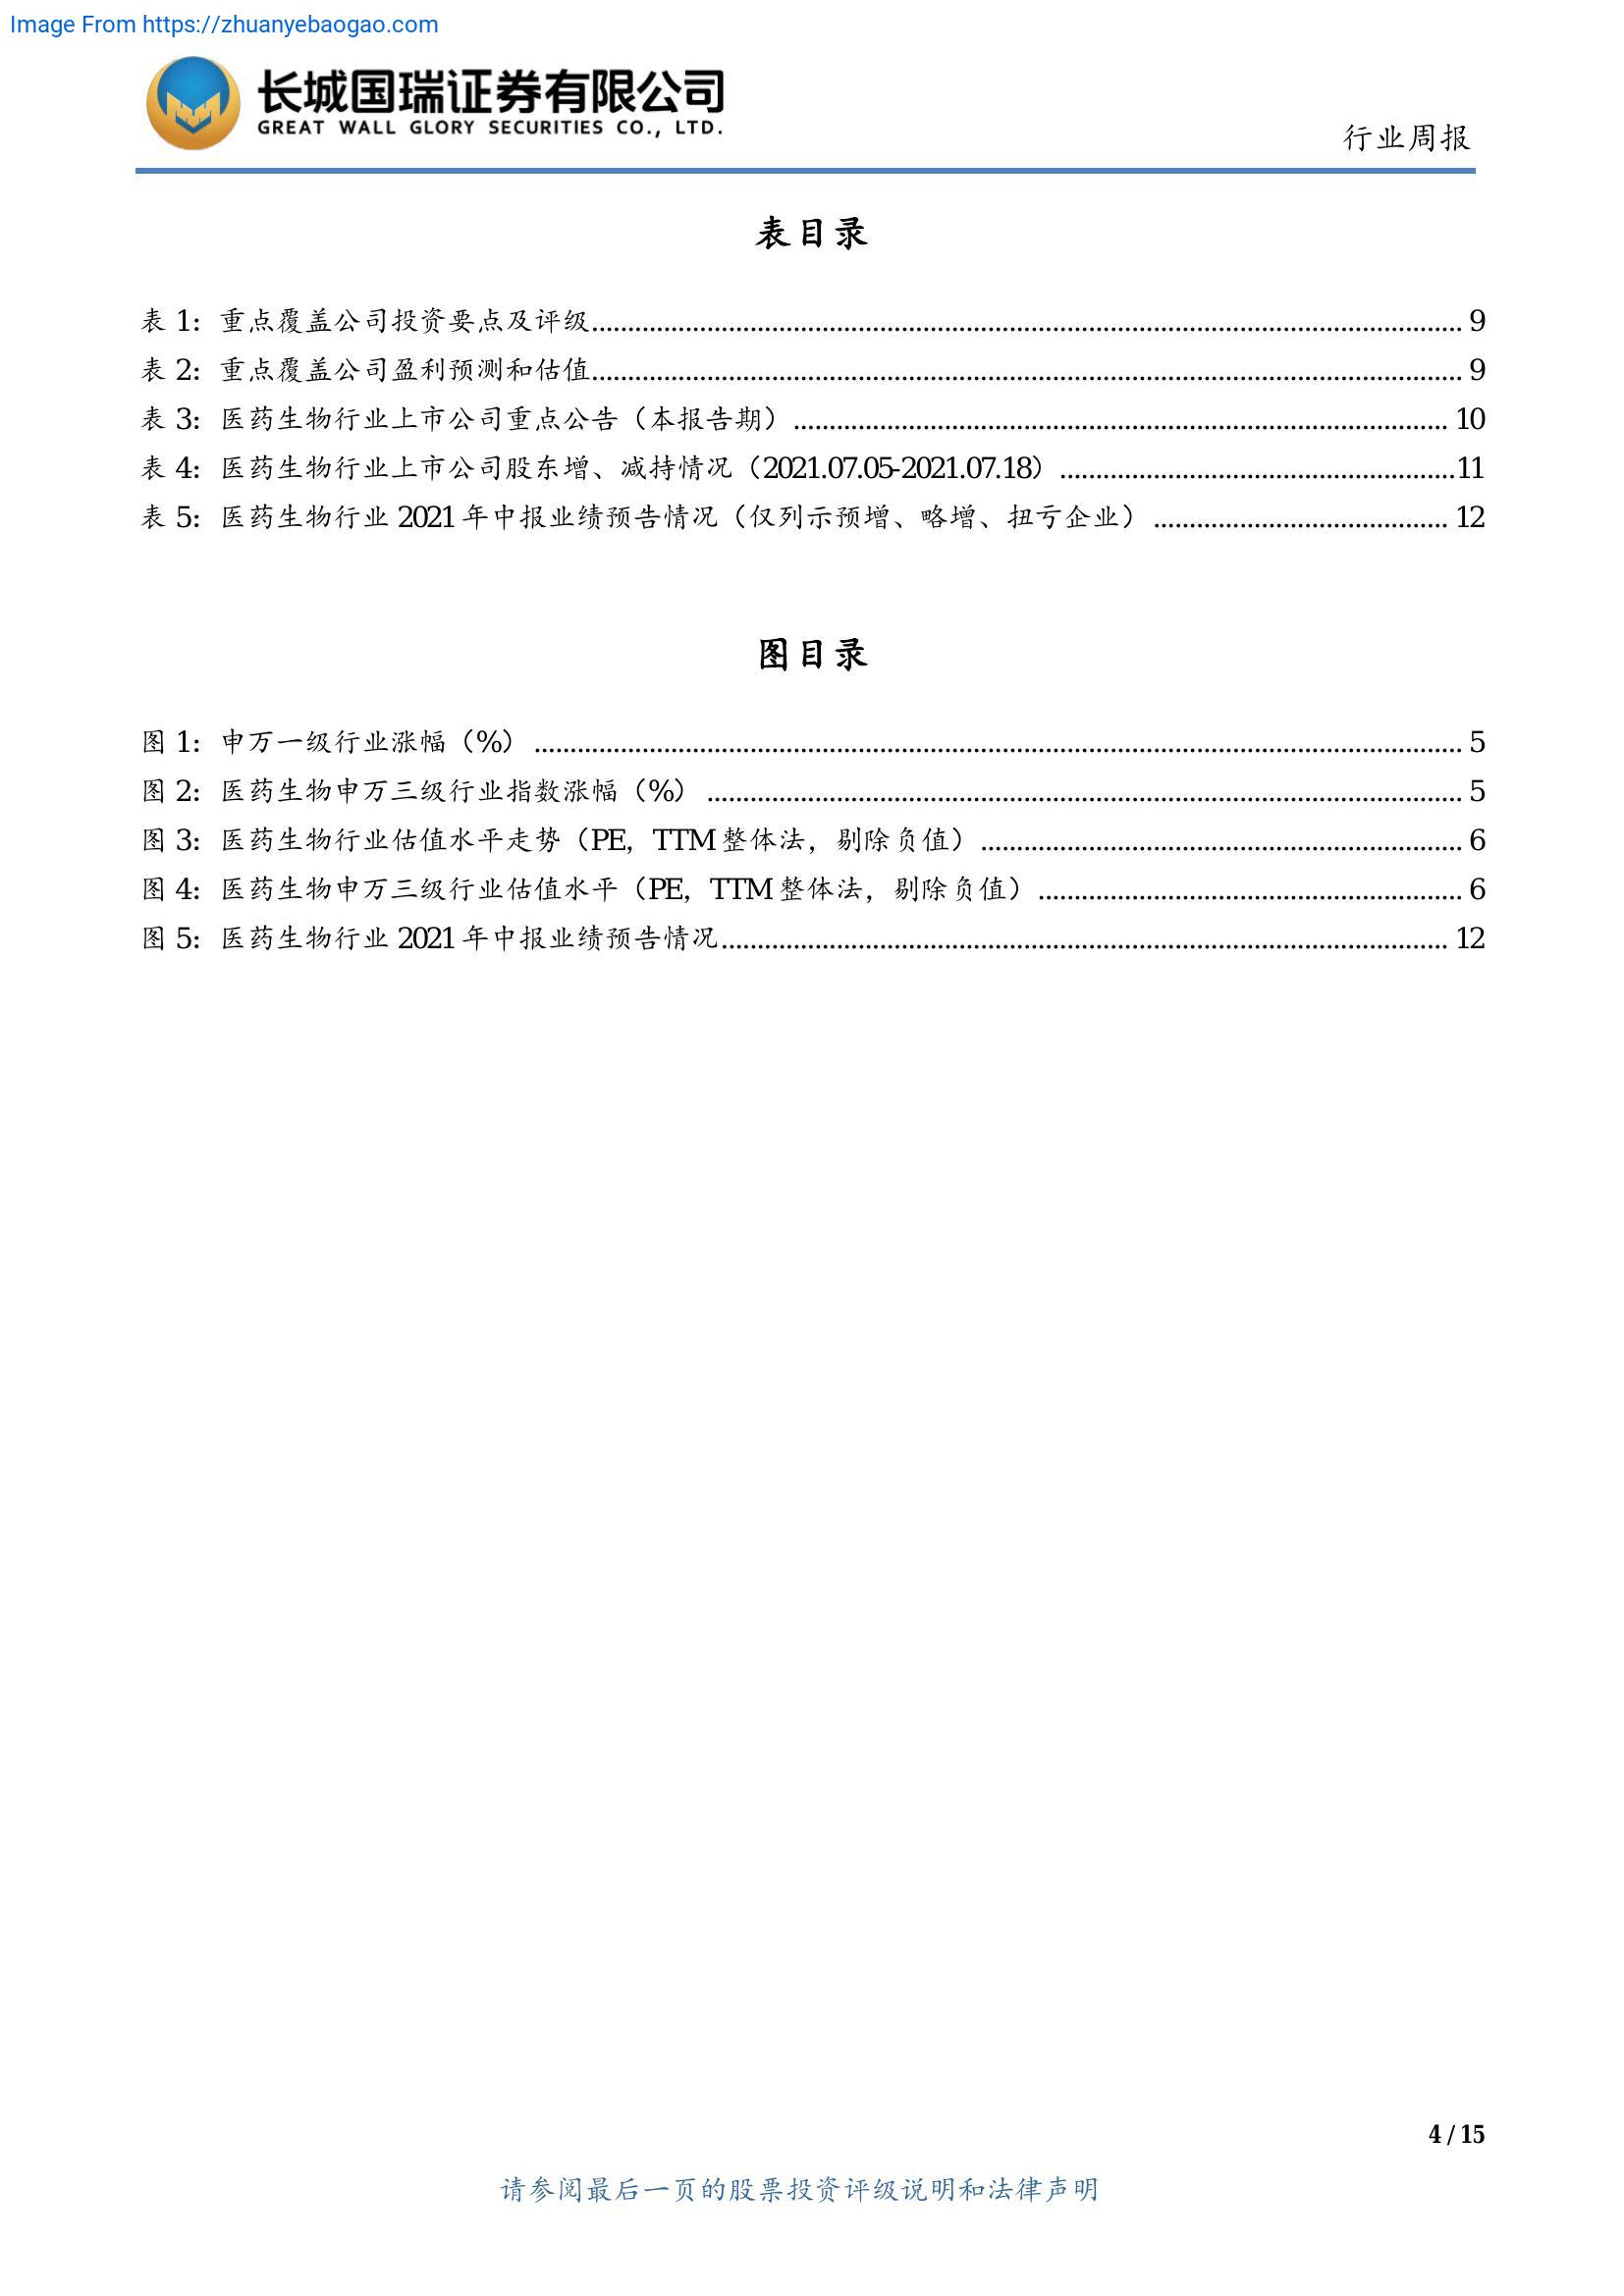 Image From https://zhuanyebaogao.com
长城国瑞证券有限公司
GREAT WALL GLORY SECURITIES CO., LTD.
行业周报
表目录
表 1: 重点覆盖公司投资要点及评级 9
表 2: 重点覆盖公司盈利预测和估值 9
表 3: 医药生物行业上市公司重点公告（本报告期） 10
表 4: 医药生物行业上市公司股东增、减持情况（2021.07.05-2021.07.18） 11
表 5: 医药生物行业 2021 年中报业绩预告情况（仅列示预增、略增、扭亏企业） 12
图目录
图 1: 申万一级行业涨幅（%） 5
图 2: 医药生物申万三级行业指数涨幅（%） 5
图 3: 医药生物行业估值水平走势（PE，TTM 整体法，剔除负值） 6
图 4: 医药生物申万三级行业估值水平（PE，TTM 整体法，剔除负值） 6
图 5: 医药生物行业 2021 年中报业绩预告情况 12
4 / 15
请参阅最后一页的股票投资评级说明和法律声明